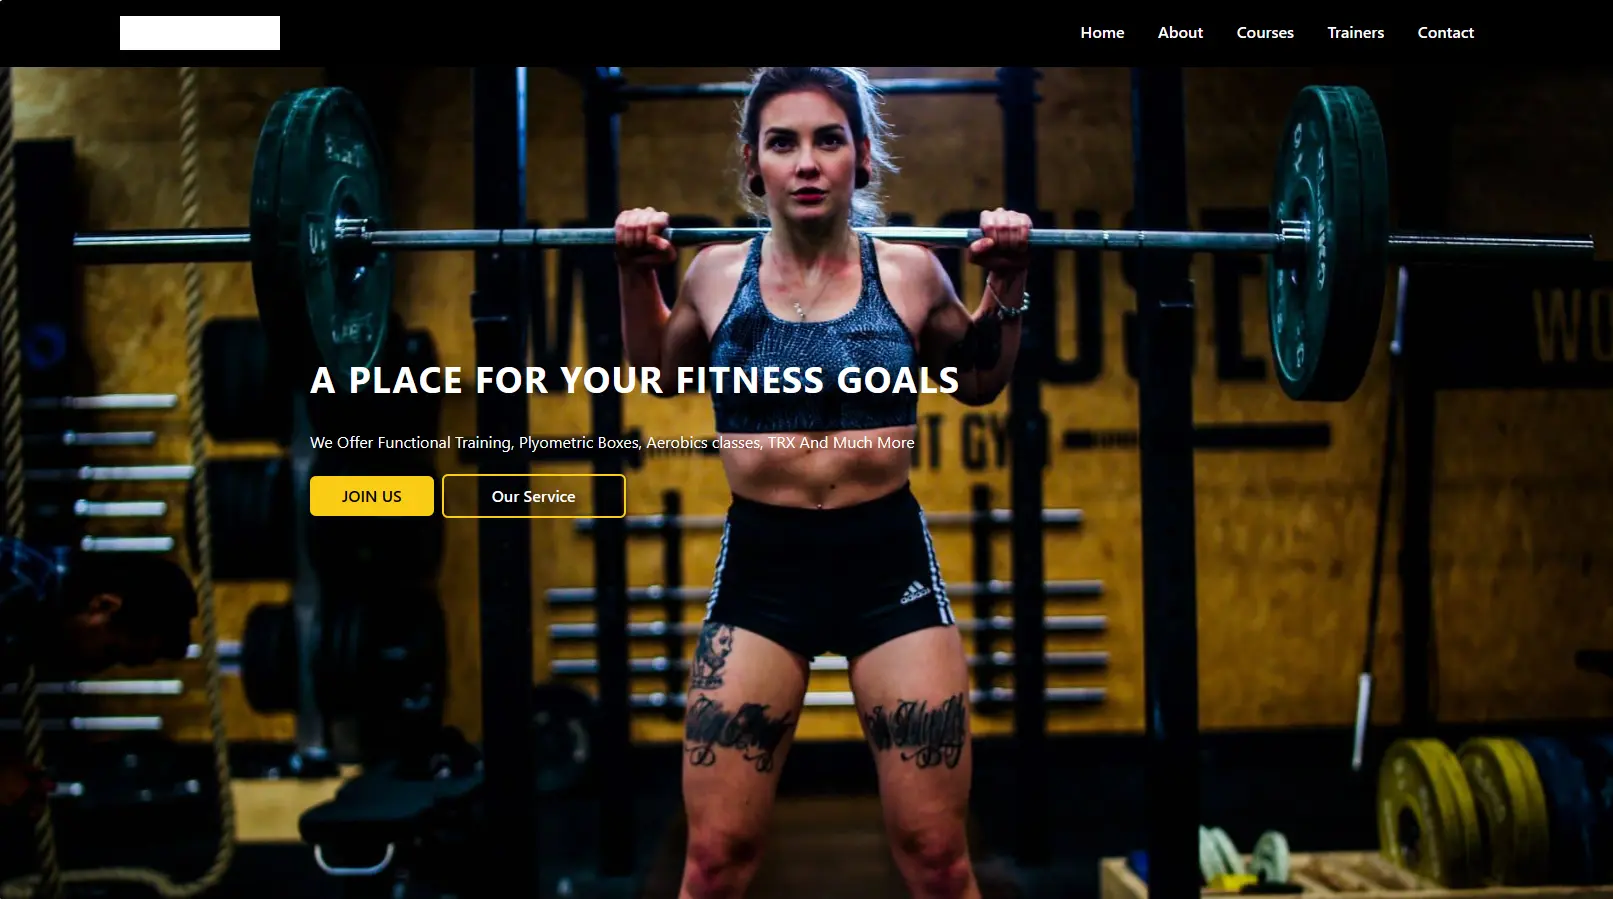 Home About Courses Trainers Contact
A PLACE FOR YOUR FITNESS GOALS
We Offer Functional Training, Plyometric Boxes, Aerobics classes, TRX And Much More
JOIN US Our Service
adidas